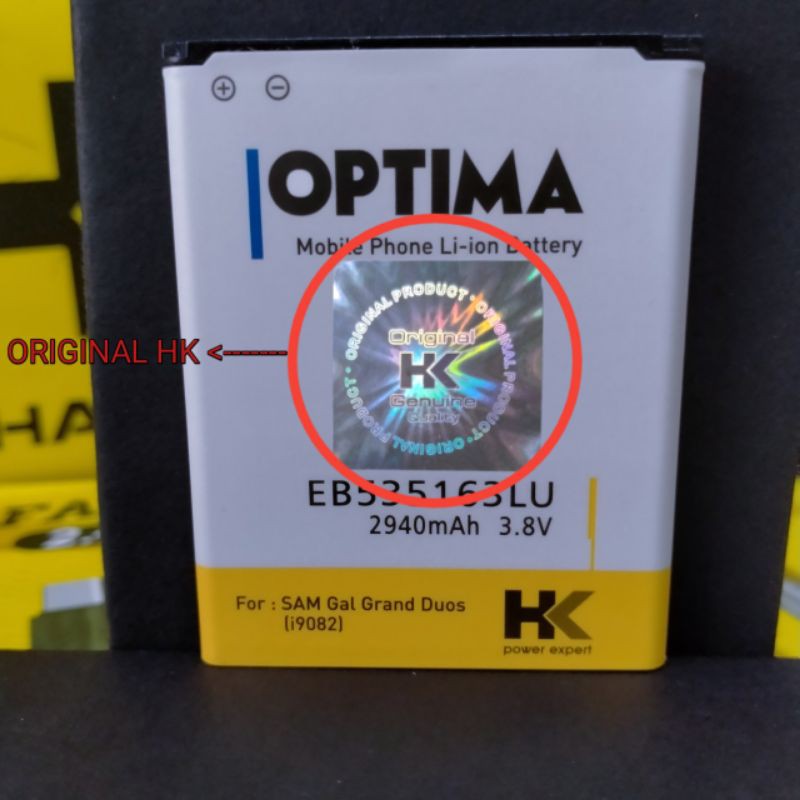 OPTIMA
Mobile Phone Li-ion Battery
ORIGINAL PRODUCT · ORIGINAL PRODUCT · ORIGINAL PRODUCT ·
Original
HK
Genuine
Quality
ORIGINAL HK <-------
EB535163LU
2940mAh 3.8V
For : SAM Gal Grand Duos
(i9082)
HK
power expert